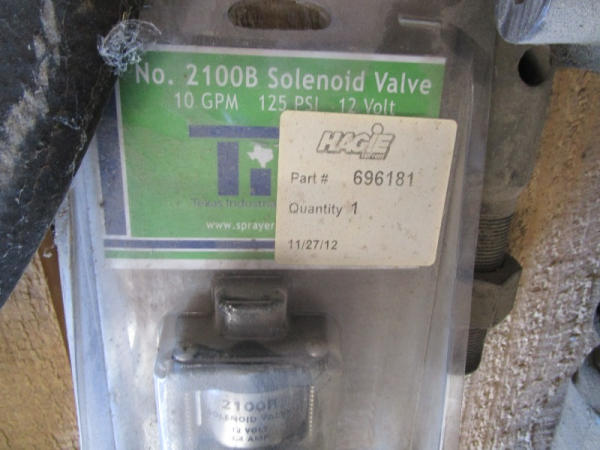 No. 2100B Solenoid Valve
10 GPM 125 PSI 12 Volt
HAGIE
Part # 696181
Quantity 1
11/27/12
Texas Industrial
www.sprayer
2100B
SOLENOID VALVE
12 VOLT
AMP